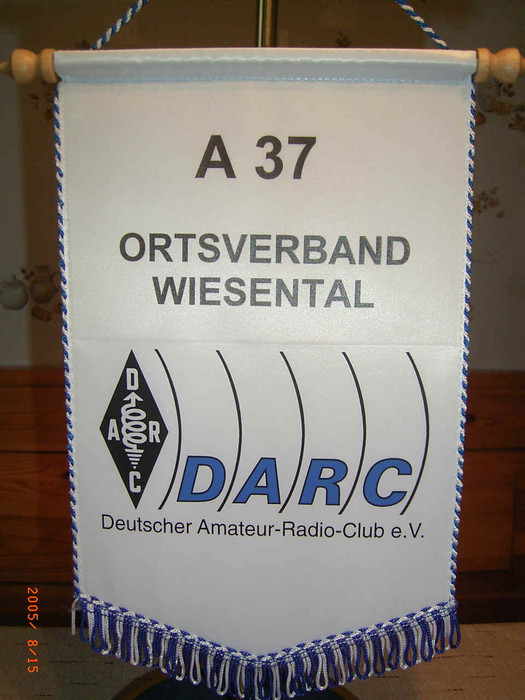 A 37
ORTSVERBAND
WIESENTAL
D
A R
C
DARC
Deutscher Amateur-Radio-Club e.V.
2005/ 8/15